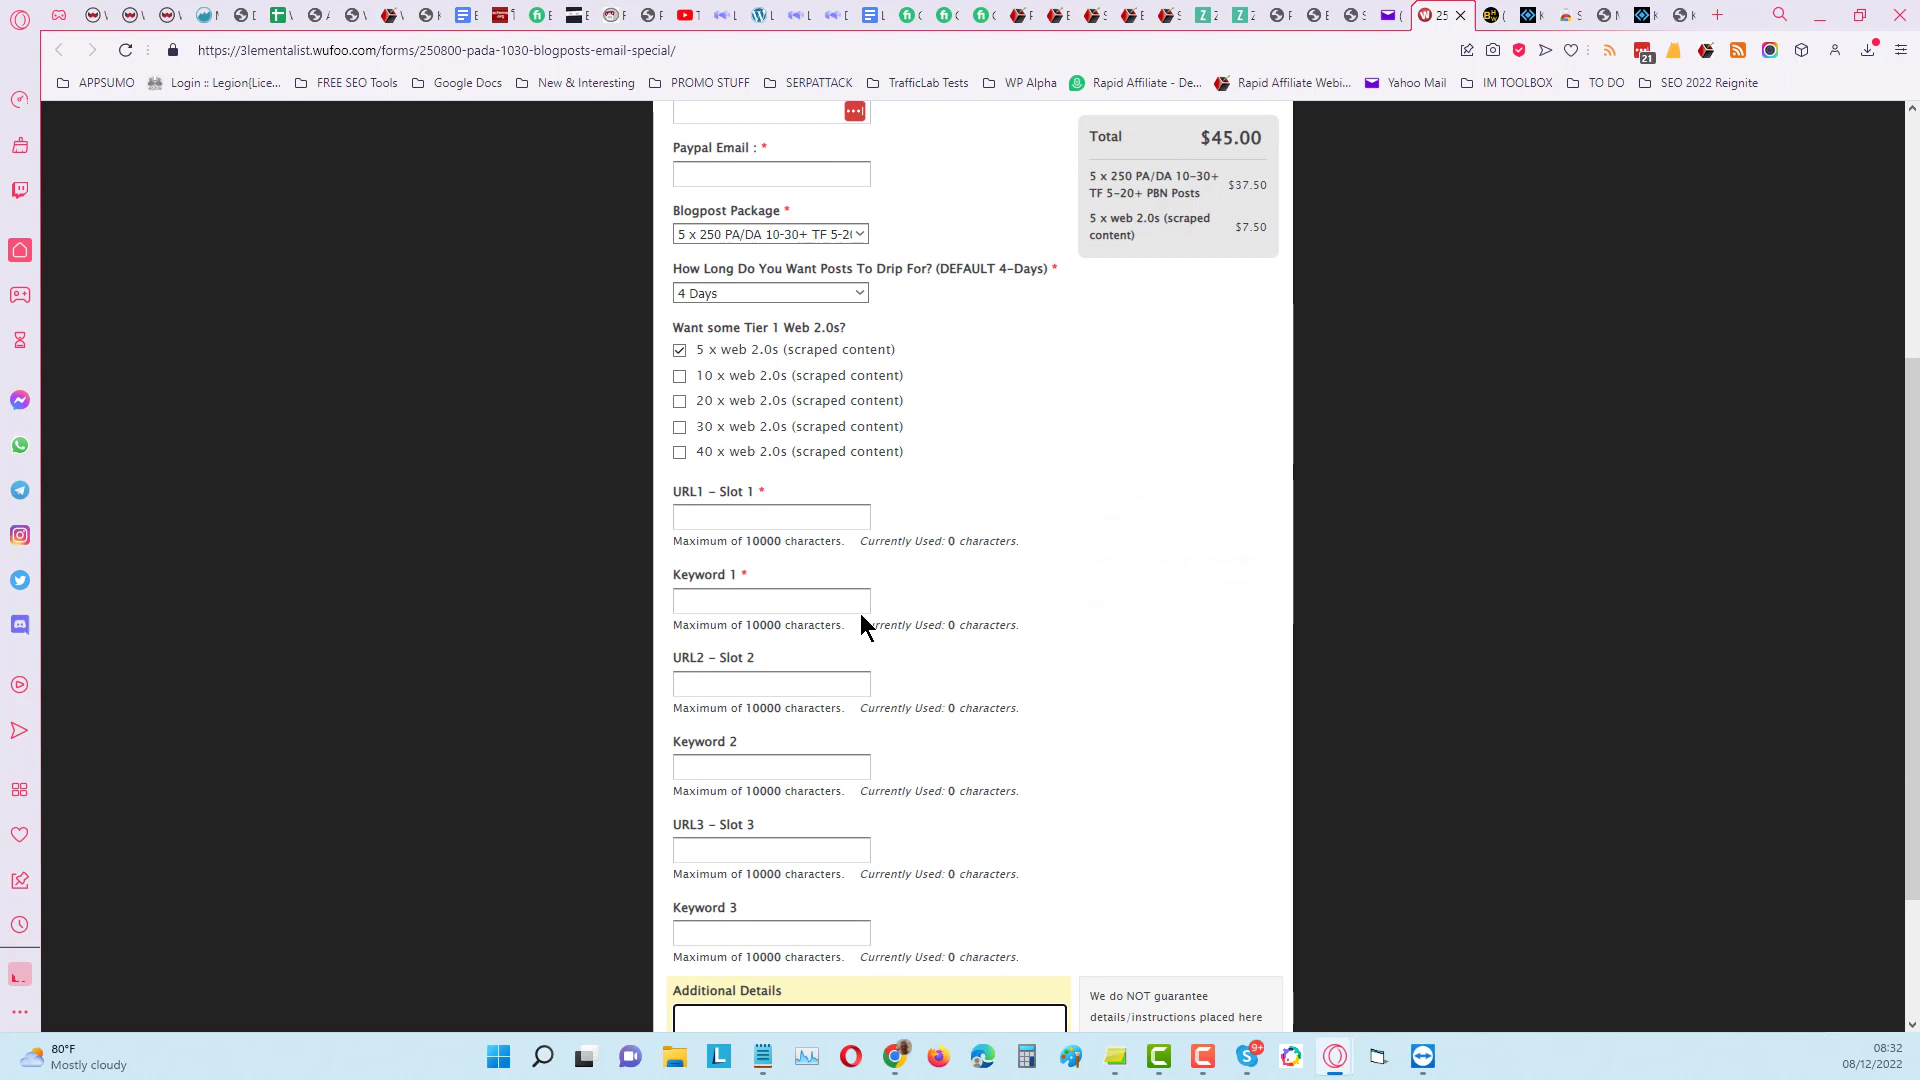 25
https://3lementalist.wufoo.com/forms/250800-pada-1030-blogposts-email-special/
21
APPSUMO
Login :: Legion{Lice...
FREE SEO Tools
Google Docs
New & Interesting
PROMO STUFF
SERPATTACK
TrafficLab Tests
WP Alpha
Rapid Affiliate - De...
Rapid Affiliate Webi...
Yahoo Mail
IM TOOLBOX
TO DO
SEO 2022 Reignite
Paypal Email : *
Blogpost Package *
5 x 250 PA/DA 10-30+ TF 5-20
How Long Do You Want Posts To Drip For? (DEFAULT 4-Days) *
4 Days
Want some Tier 1 Web 2.0s?
5 x web 2.0s (scraped content)
10 x web 2.0s (scraped content)
20 x web 2.0s (scraped content)
30 x web 2.0s (scraped content)
40 x web 2.0s (scraped content)
URL1 - Slot 1 *
Maximum of 10000 characters. Currently Used: 0 characters.
Keyword 1 *
Maximum of 10000 characters. Currently Used: 0 characters.
URL2 - Slot 2
Maximum of 10000 characters. Currently Used: 0 characters.
Keyword 2
Maximum of 10000 characters. Currently Used: 0 characters.
URL3 - Slot 3
Maximum of 10000 characters. Currently Used: 0 characters.
Keyword 3
Maximum of 10000 characters. Currently Used: 0 characters.
Additional Details
Total $45.00
5 x 250 PA/DA 10-30+
TF 5-20+ PBN Posts $37.50
5 x web 2.0s (scraped
content) $7.50
We do NOT guarantee
details/instructions placed here
80°F
Mostly cloudy
9+
08:32
08/12/2022